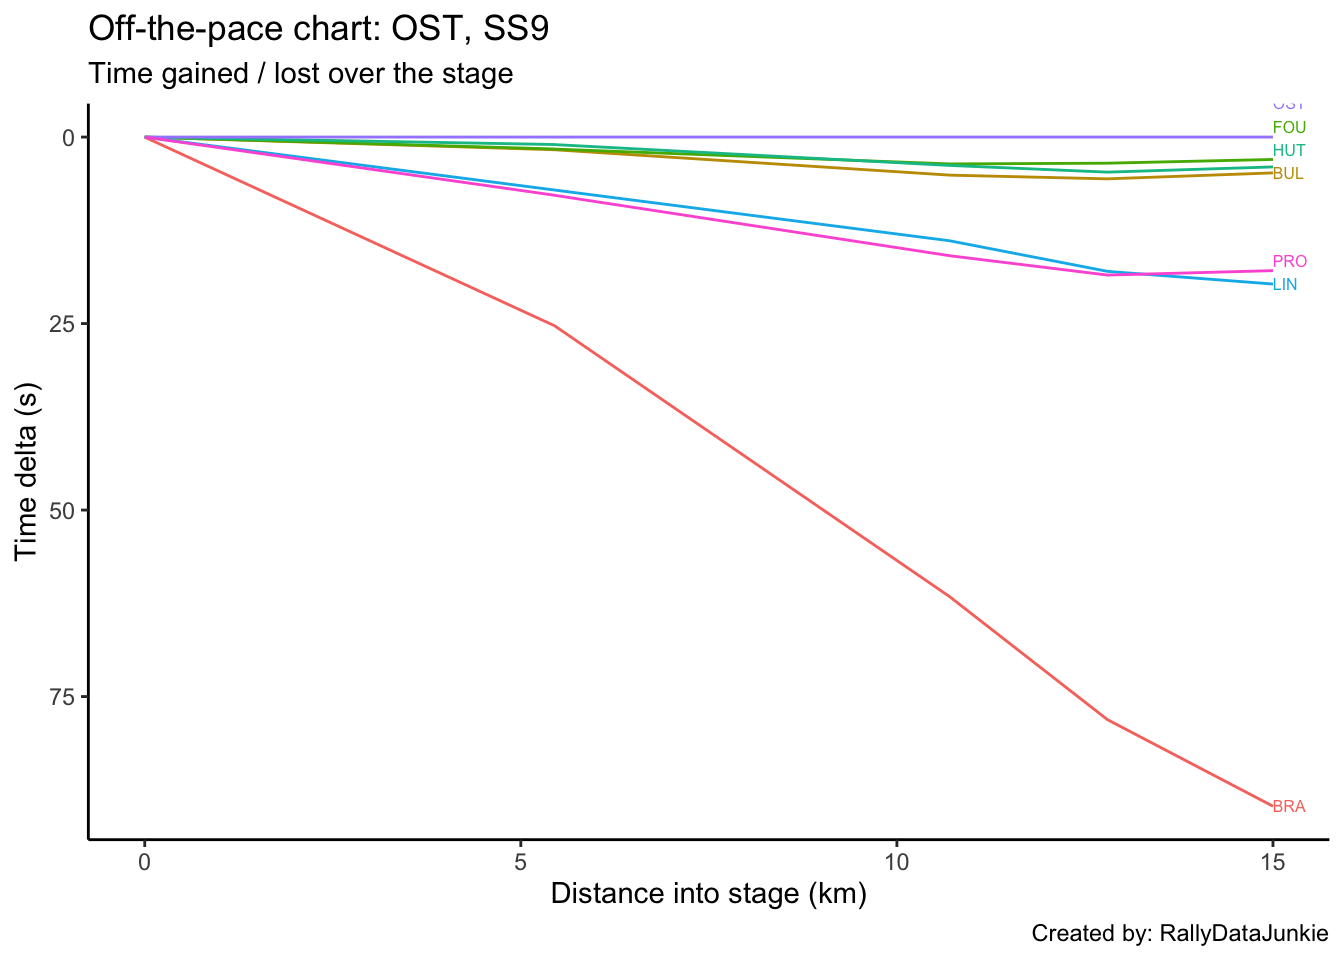 Off-the-pace chart: OST, SS9
Time gained / lost over the stage
OST
FOU
HUT
BUL
PRO
LIN
BRA
0
25
50
75
Time delta (s)
0 5 10 15
Distance into stage (km)
Created by: RallyDataJunkie